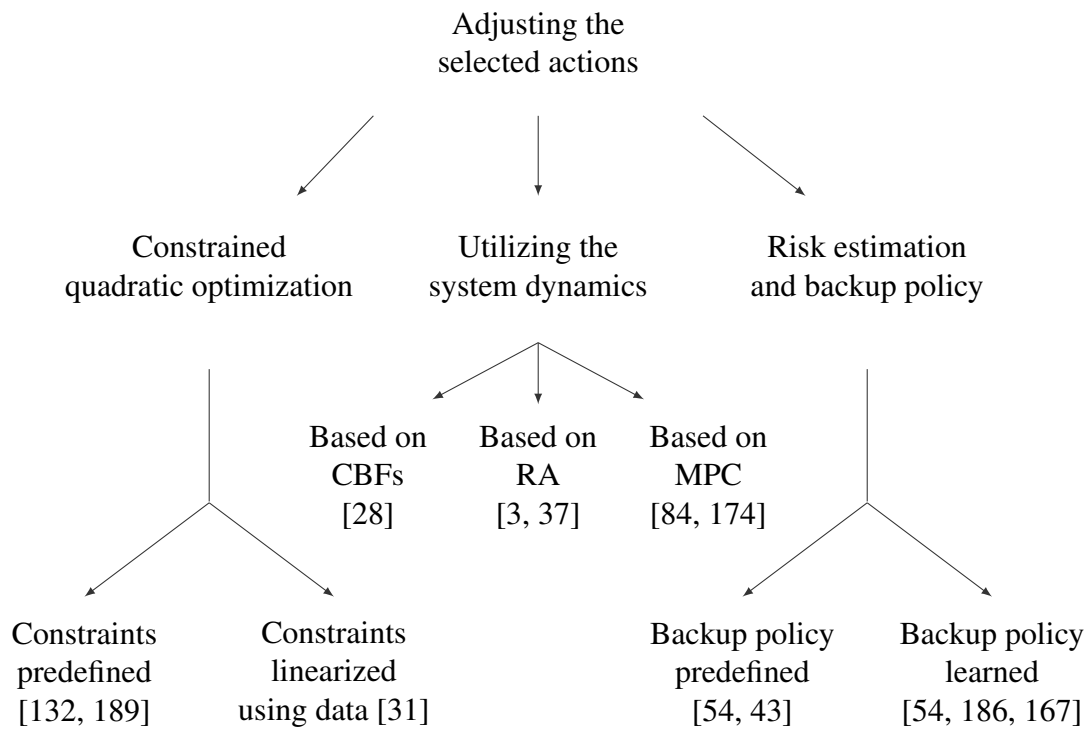 Adjusting the
selected actions
Constrained
quadratic optimization
Utilizing the
system dynamics
Risk estimation
and backup policy
Based on
CBFs
[28]
Based on
RA
[3, 37]
Based on
MPC
[84, 174]
Constraints
predefined
[132, 189]
Constraints
linearized
using data [31]
Backup policy
predefined
[54, 43]
Backup policy
learned
[54, 186, 167]